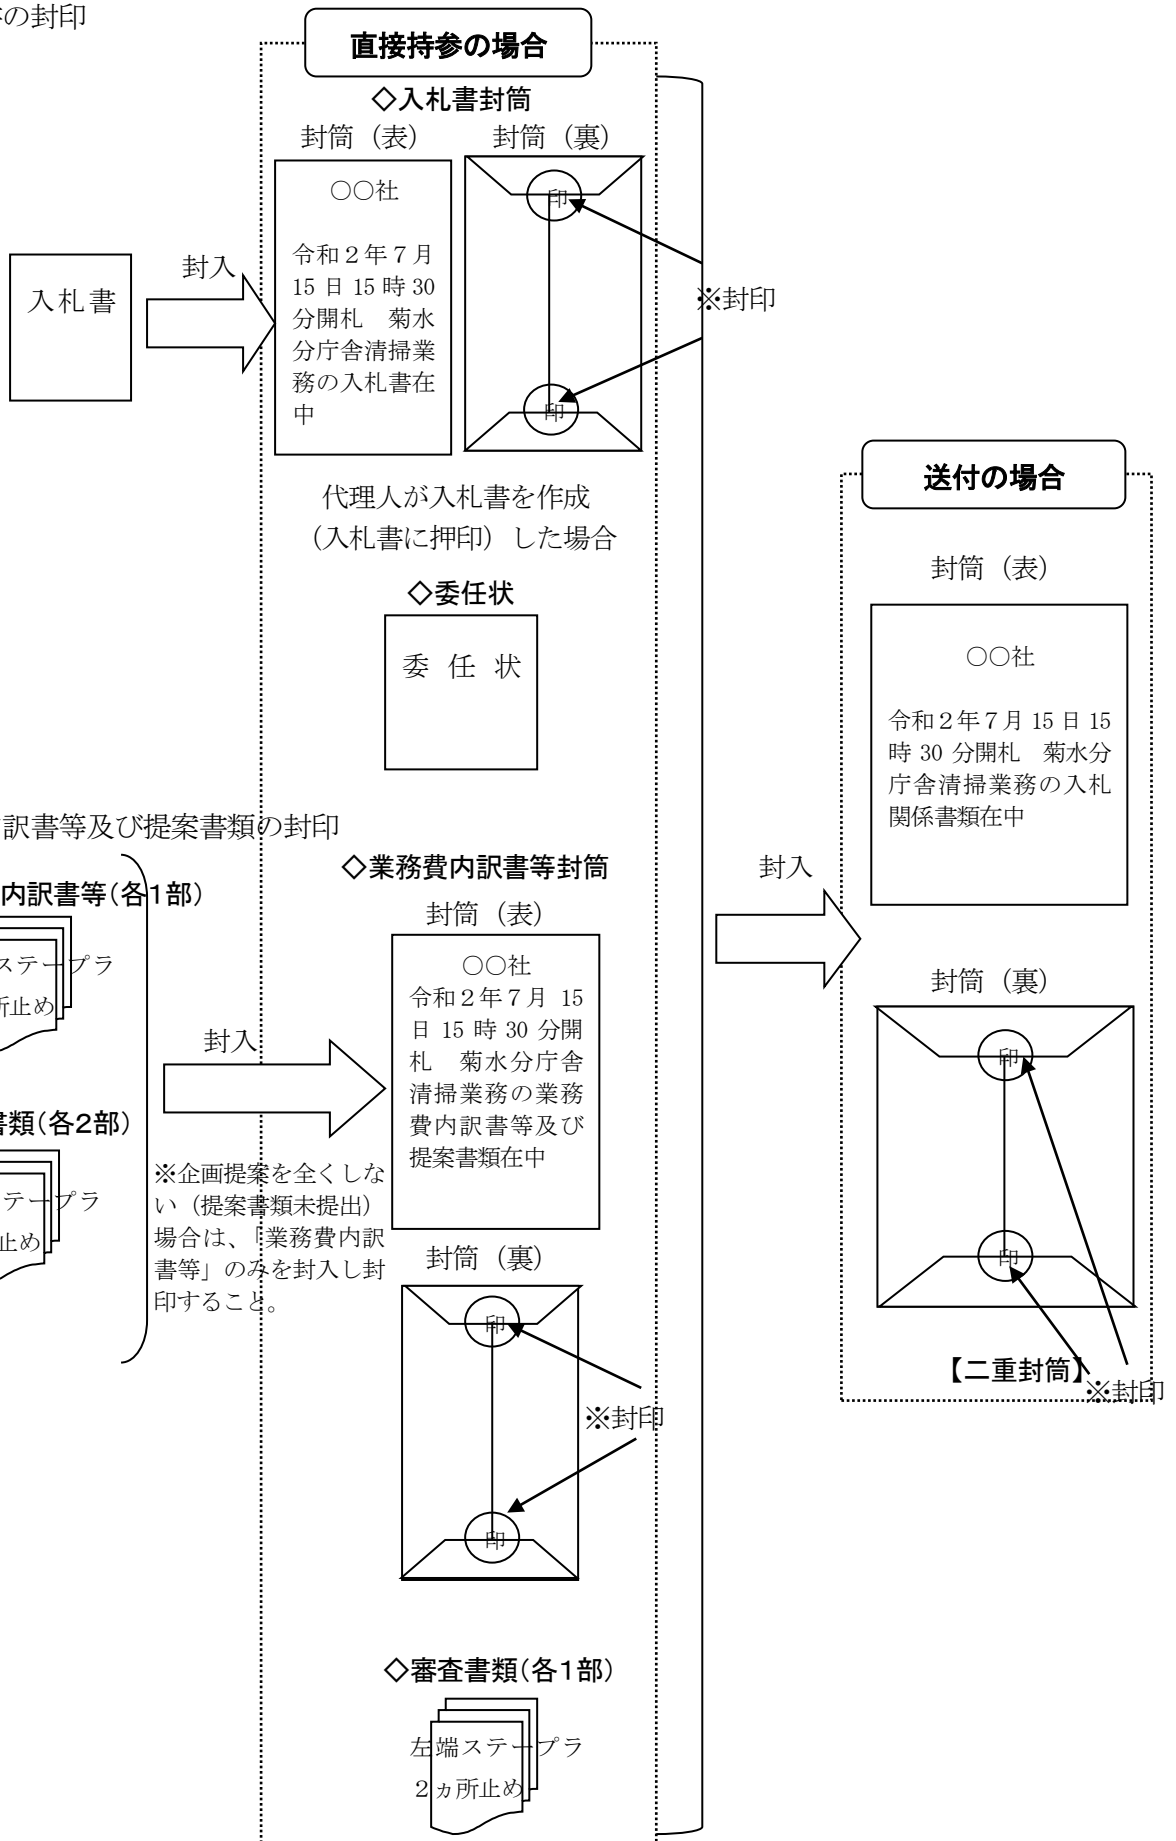 の封印
直接持参の場合
◇入札書封筒
封筒（表）
封筒（裏）
○○社
令和２年７月
15 日 15 時 30
分開札　菊水
分庁舎清掃業
務の入札書在
中
印
印
※封印
入札書
封入
代理人が入札書を作成
（入札書に押印）した場合
◇委任状
委 任 状
訳書等及び提案書類の封印
内訳書等（各１部）
ステープラ
所止め
書類（各２部）
テープラ
止め
封入
※企画提案を全くしな
い（提案書類未提出）
場合は、「業務費内訳
書等」のみを封入し封
印すること。
◇業務費内訳書等封筒
封筒（表）
○○社
令和２年７月 15
日 15 時 30 分開
札　菊水分庁舎
清掃業務の業務
費内訳書等及び
提案書類在中
封筒（裏）
印
印
※封印
◇審査書類（各１部）
左端ステープラ
２ヵ所止め
封入
送付の場合
封筒（表）
○○社
令和２年７月 15 日 15
時 30 分開札　菊水分
庁舎清掃業務の入札
関係書類在中
封筒（裏）
印
印
【二重封筒】
※封印